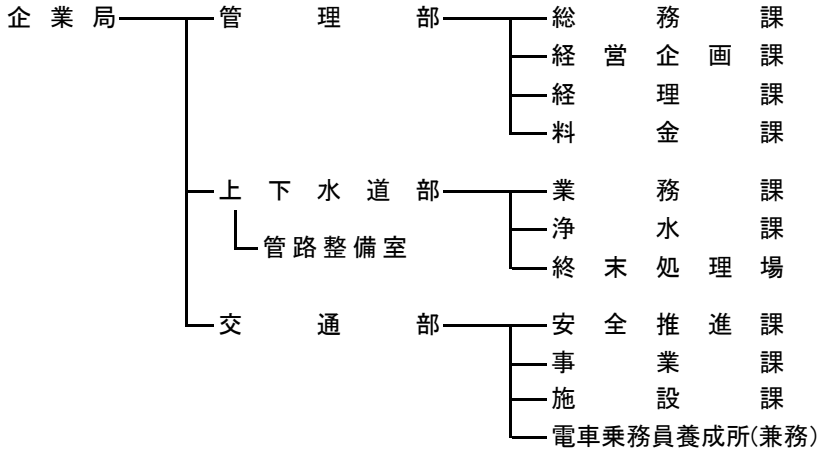 企業局 管理部 総務課
経営企画課
経理課
料金課
上下水道部 業務課
浄水課
管路整備室
終末処理場
交通部 安全推進課
事業課
施設課
電車乗務員養成所(兼務)